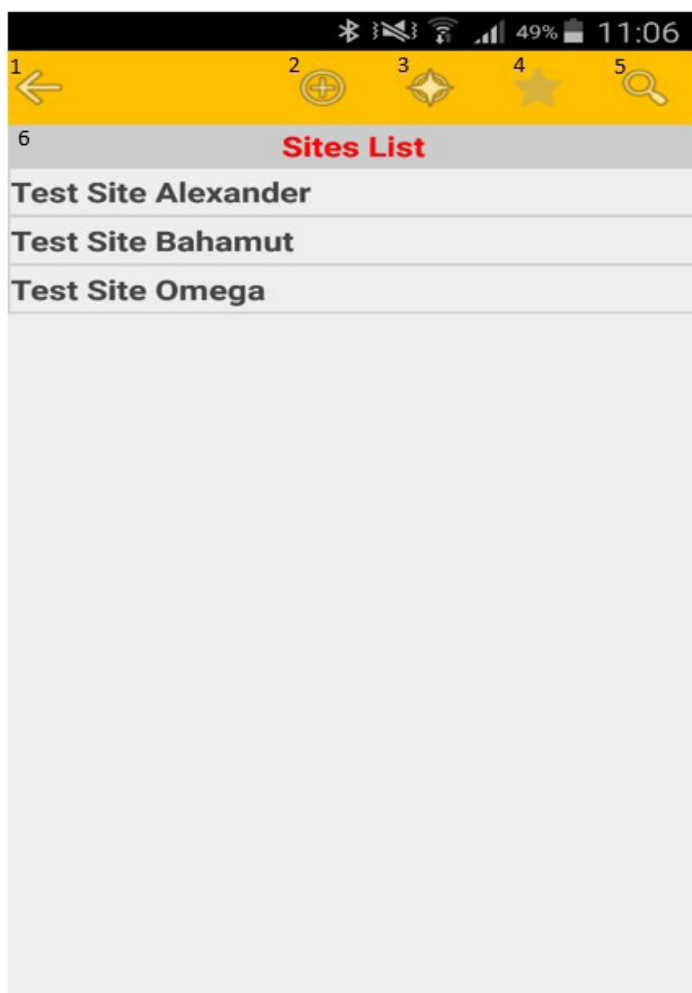 49% 11:06
1 2 3 4 5
6 Sites List
Test Site Alexander
Test Site Bahamut
Test Site Omega